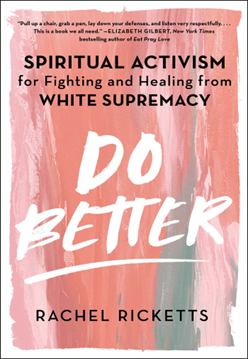 "Pull up a chair, grab a pen, lay down your defenses, and listen very respectfully. . . .
This is a book we all need." —ELIZABETH GILBERT, New York Times
bestselling author of Eat Pray Love
SPIRITUAL ACTIVISM
for Fighting and Healing from
WHITE SUPREMACY
DO
BETTER
RACHEL RICKETTS